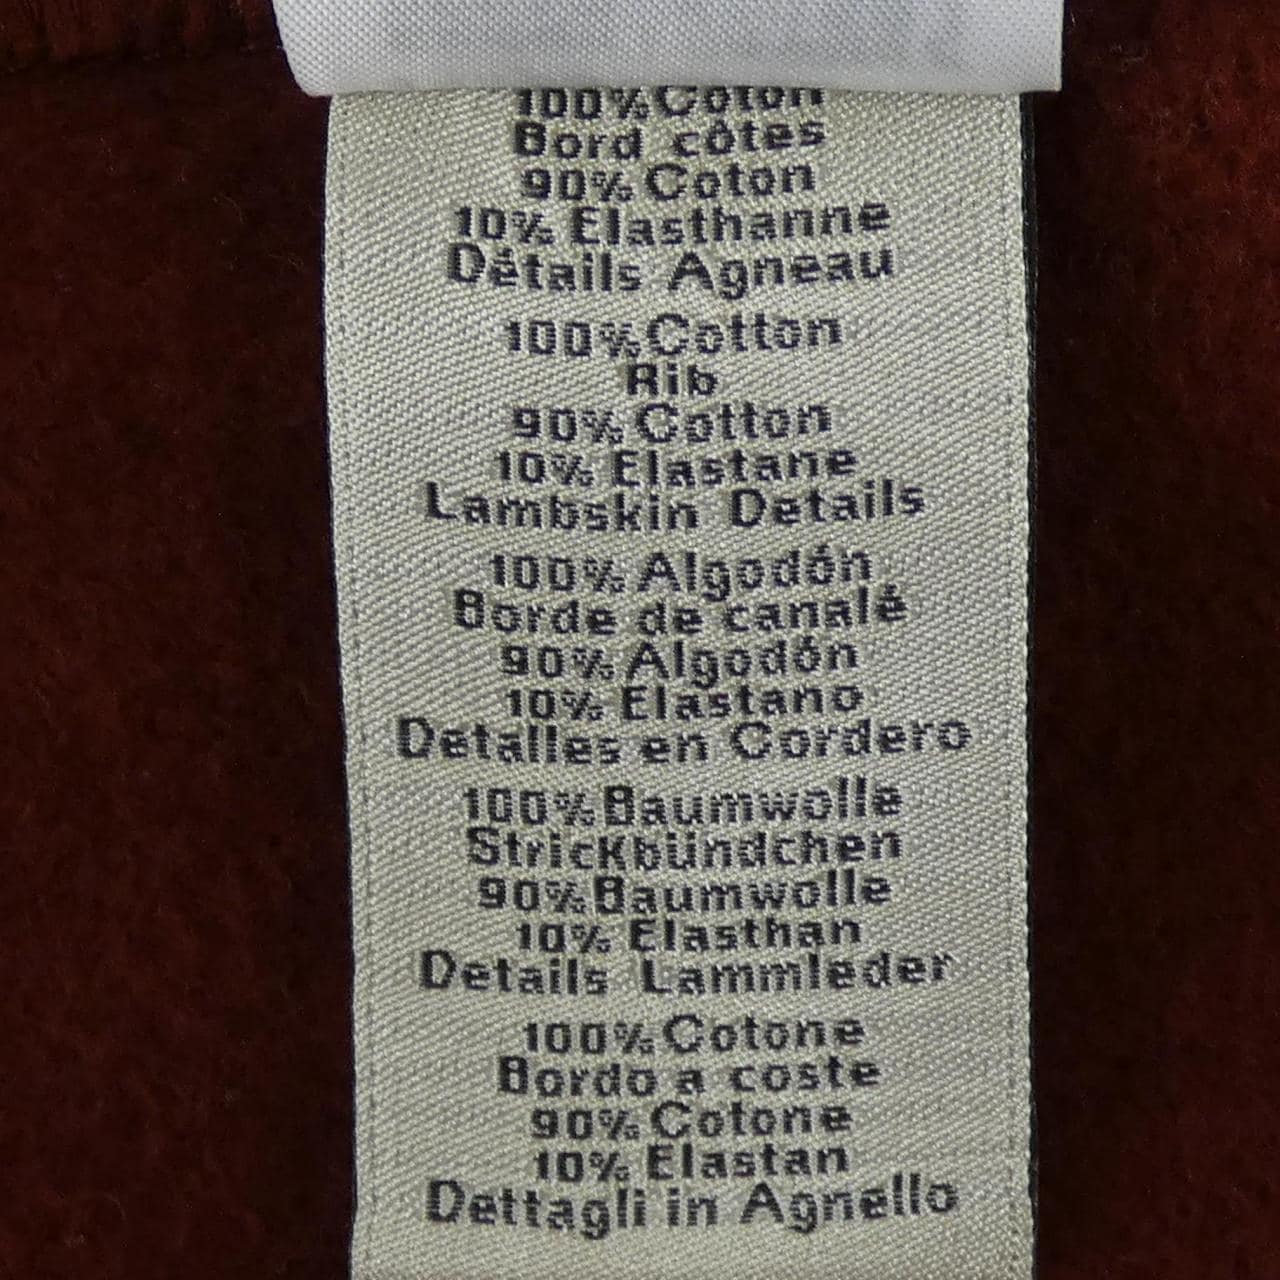 100% Coton
Bord côtes
90% Coton
10% Elasthanne
Détails Agneau
100% Cotton
Rib
90% Cotton
10% Elastane
Lambskin Details
100% Algodón
Borde de canalé
90% Algodón
10% Elastano
Detalles en Cordero
100% Baumwolle
Strickbündchen
90% Baumwolle
10% Elasthan
Details Lammleder
100% Cotone
Bordo a coste
90% Cotone
10% Elastan
Dettagli in Agnello